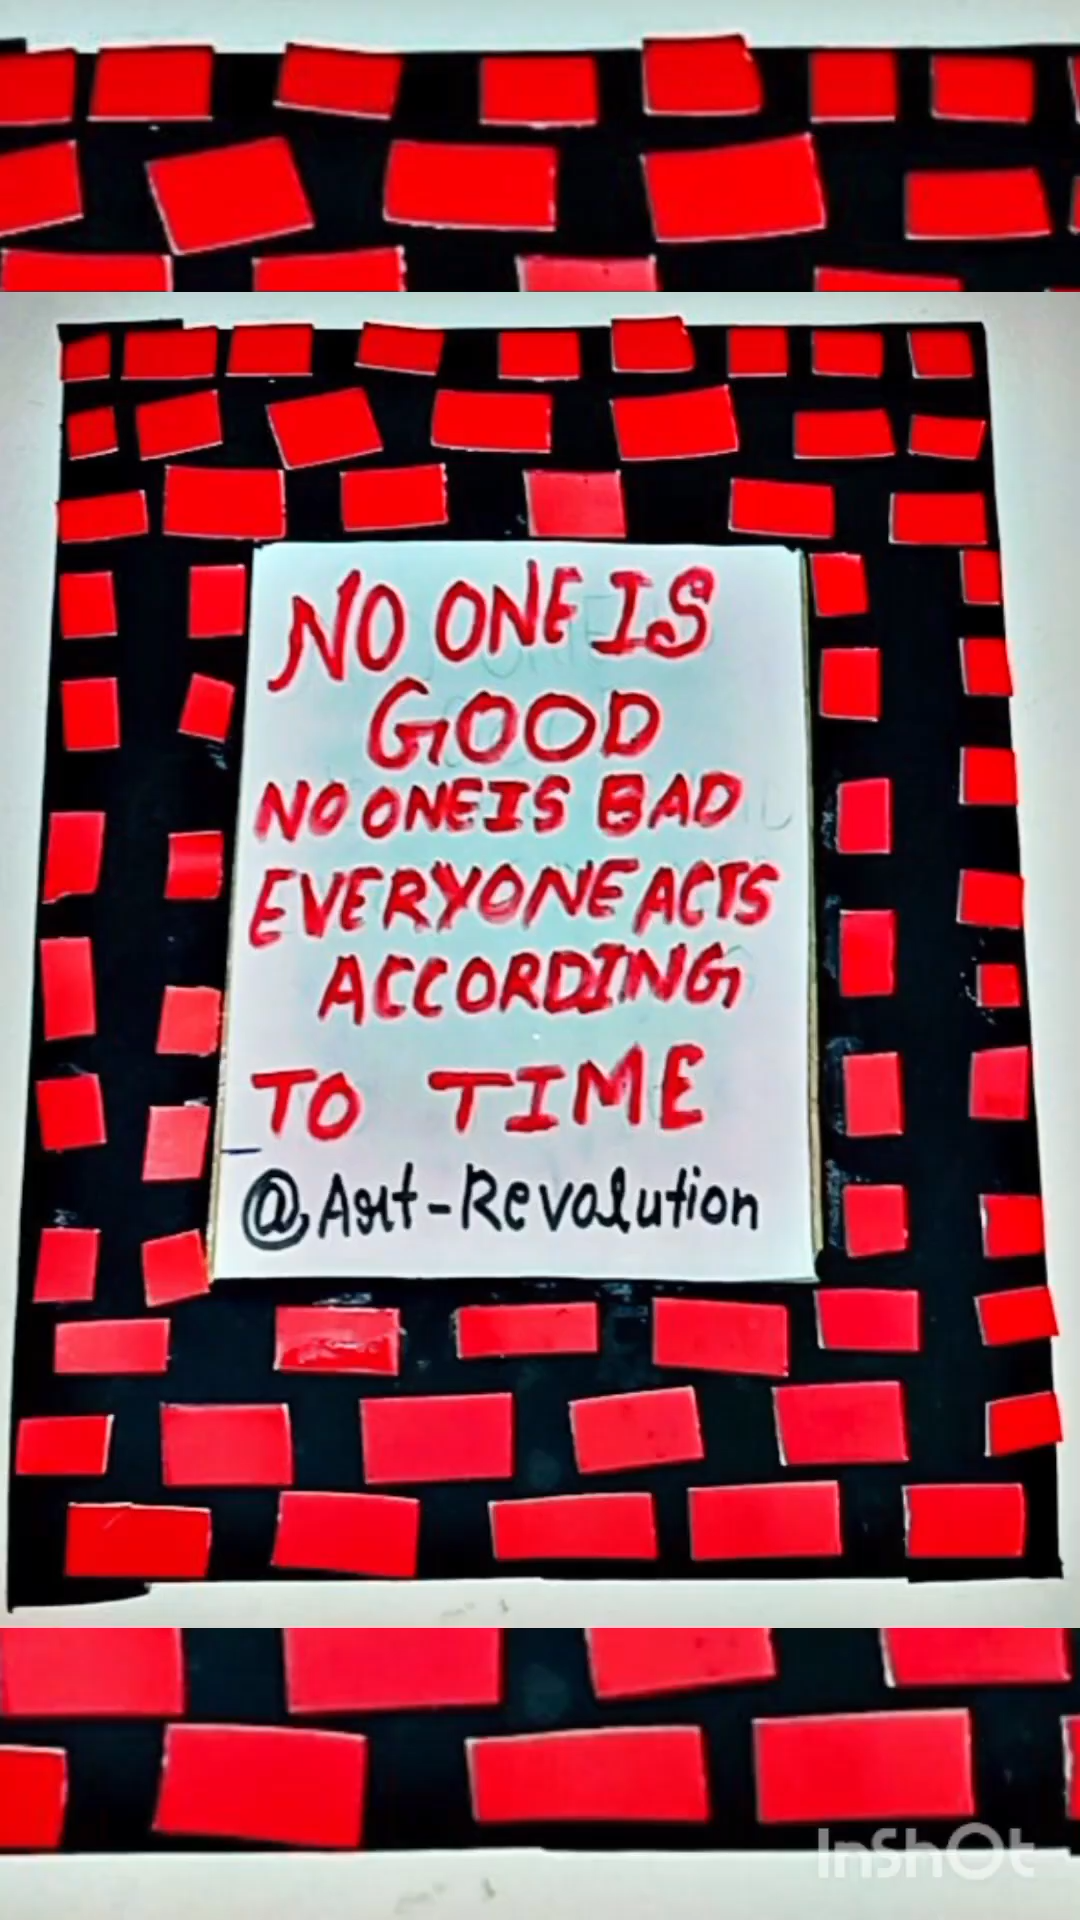 NO ONE IS
GOOD
NO ONE IS BAD
EVERYONE ACTS
ACCORDING
TO TIME
@Art-Revolution
InShOt